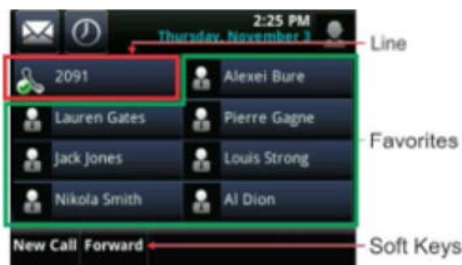 2:25 PM
Thursday, November 3
Line
2091
Alexei Bure
Lauren Gates
Pierre Gagne
Favorites
Jack Jones
Louis Strong
Nikola Smith
Al Dion
New Call Forward
Soft Keys